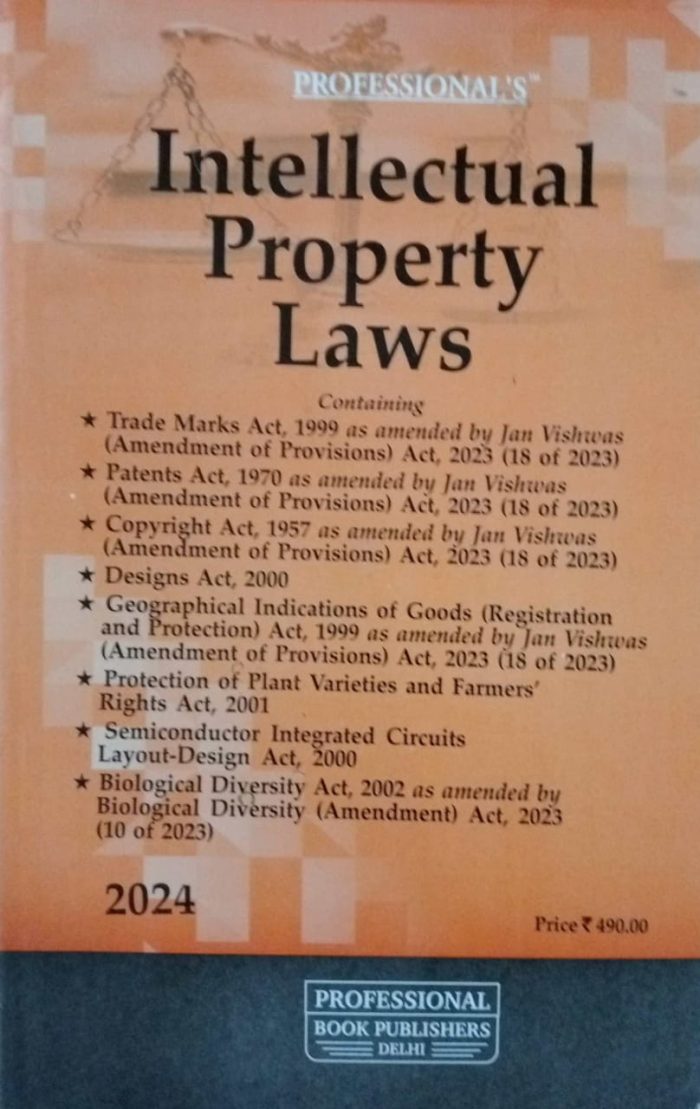 PROFESSIONAL'S™
Intellectual
Property
Laws
Containing
★ Trade Marks Act, 1999 as amended by Jan Vishwas
(Amendment of Provisions) Act, 2023 (18 of 2023)
★ Patents Act, 1970 as amended by Jan Vishwas
(Amendment of Provisions) Act, 2023 (18 of 2023)
★ Copyright Act, 1957 as amended by Jan Vishwas
(Amendment of Provisions) Act, 2023 (18 of 2023)
★ Designs Act, 2000
★ Geographical Indications of Goods (Registration
and Protection) Act, 1999 as amended by Jan Vishwas
(Amendment of Provisions) Act, 2023 (18 of 2023)
★ Protection of Plant Varieties and Farmers'
Rights Act, 2001
★ Semiconductor Integrated Circuits
Layout-Design Act, 2000
★ Biological Diversity Act, 2002 as amended by
Biological Diversity (Amendment) Act, 2023
(10 of 2023)
2024
Price ₹ 490.00
PROFESSIONAL
BOOK PUBLISHERS
DELHI